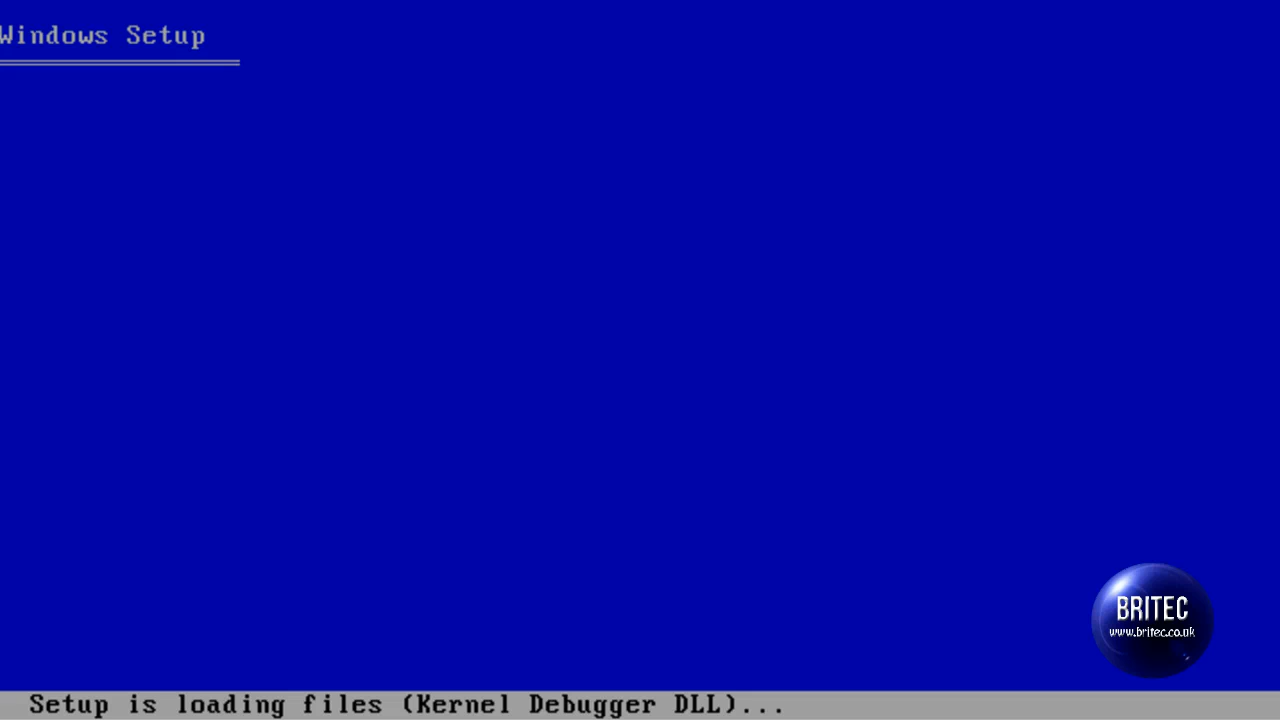 Windows Setup
BRITEC
www.britec.co.uk
Setup is loading files (Kernel Debugger DLL)...